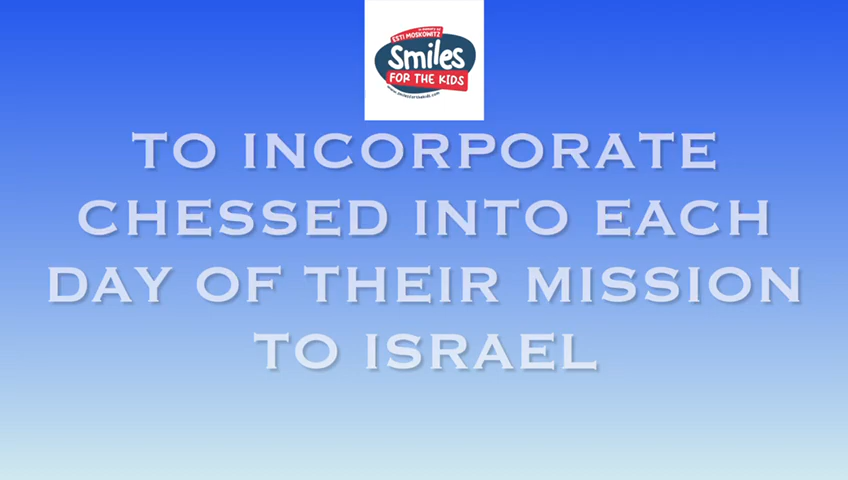 ESTI MOSKOWITZ
Smiles
FOR THE KIDS
TO INCORPORATE
CHESSED INTO EACH
DAY OF THEIR MISSION
TO ISRAEL